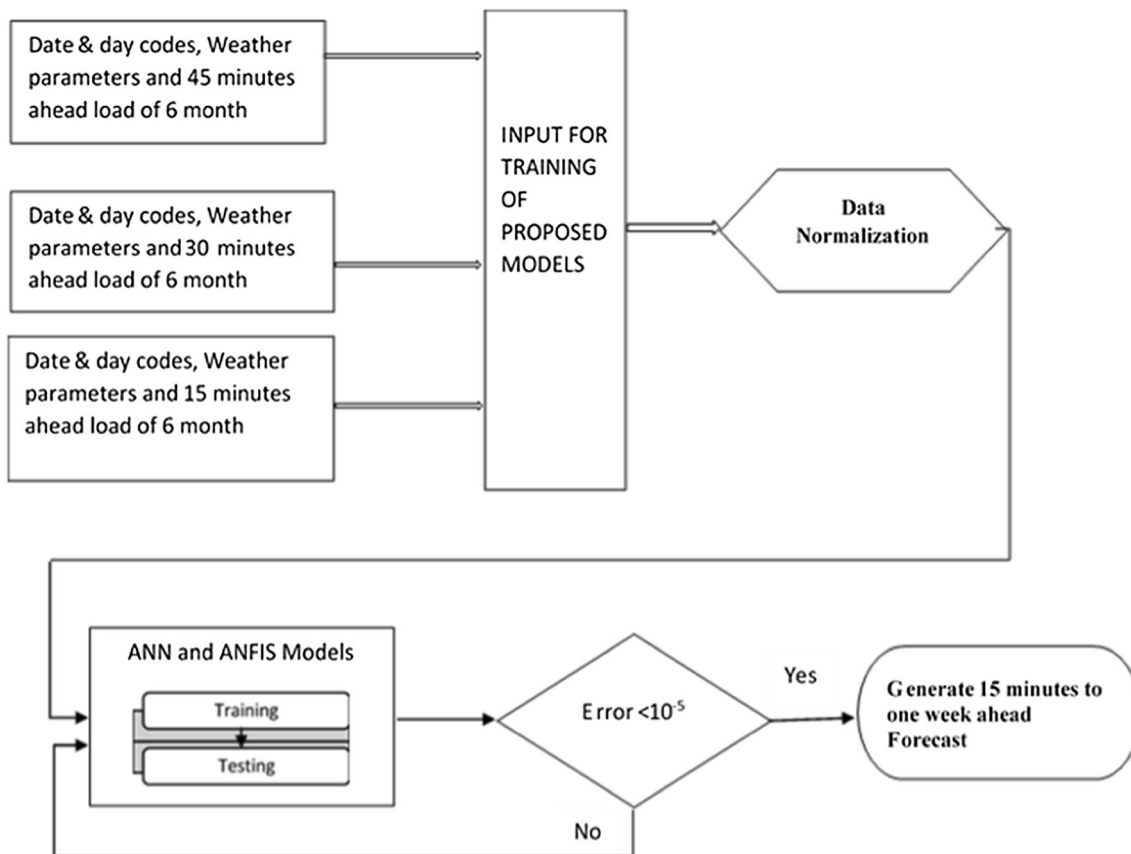 Date & day codes, Weather
parameters and 45 minutes
ahead load of 6 month
Date & day codes, Weather
parameters and 30 minutes
ahead load of 6 month
Date & day codes, Weather
parameters and 15 minutes
ahead load of 6 month
INPUT FOR
TRAINING
OF
PROPOSED
MODELS
Data
Normalization
ANN and ANFIS Models
Training
Testing
Error <10⁻⁵
Yes
No
Generate 15 minutes to
one week ahead
Forecast